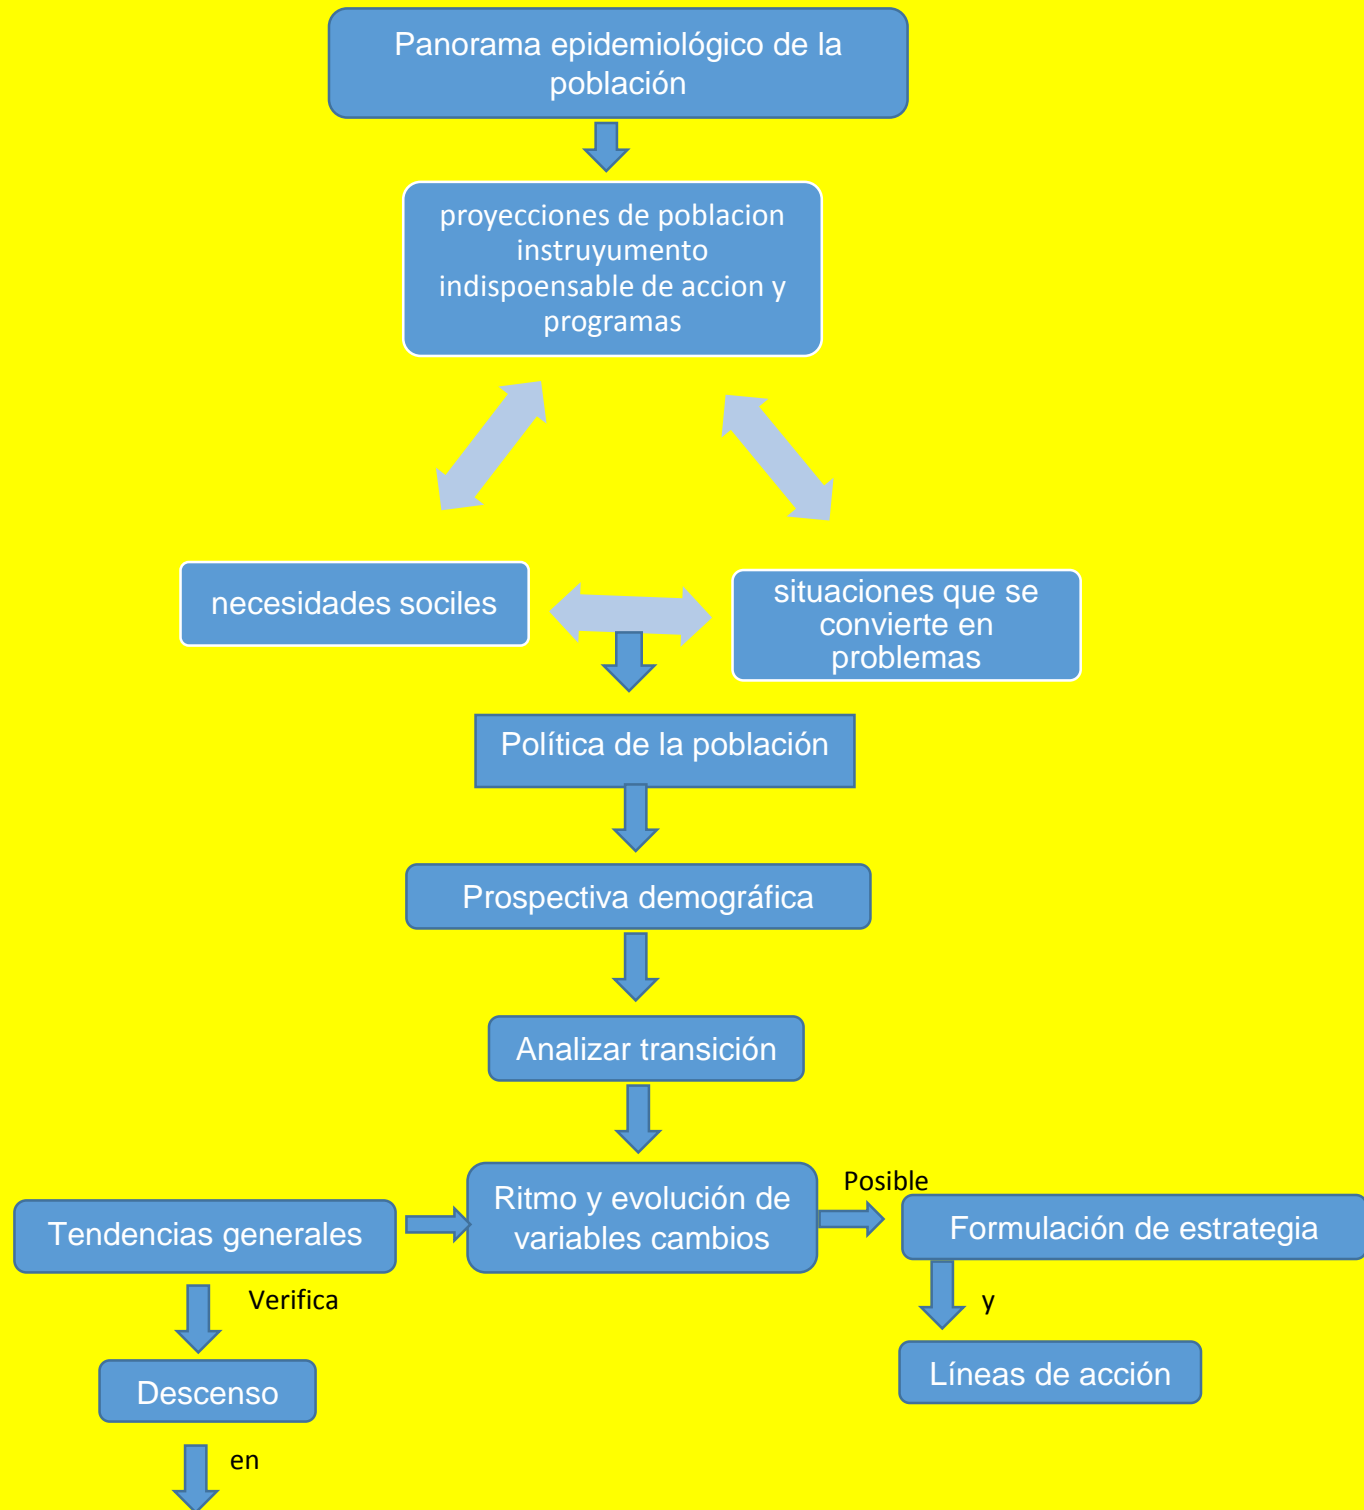 Panorama epidemiológico de la
población
proyecciones de poblacion
instruyumento
indispoensable de accion y
programas
necesidades sociles
situaciones que se
convierte en
problemas
Política de la población
Prospectiva demográfica
Analizar transición
Ritmo y evolución de
variables cambios
Posible
Tendencias generales
Formulación de estrategia
Verifica
y
Descenso
Líneas de acción
en